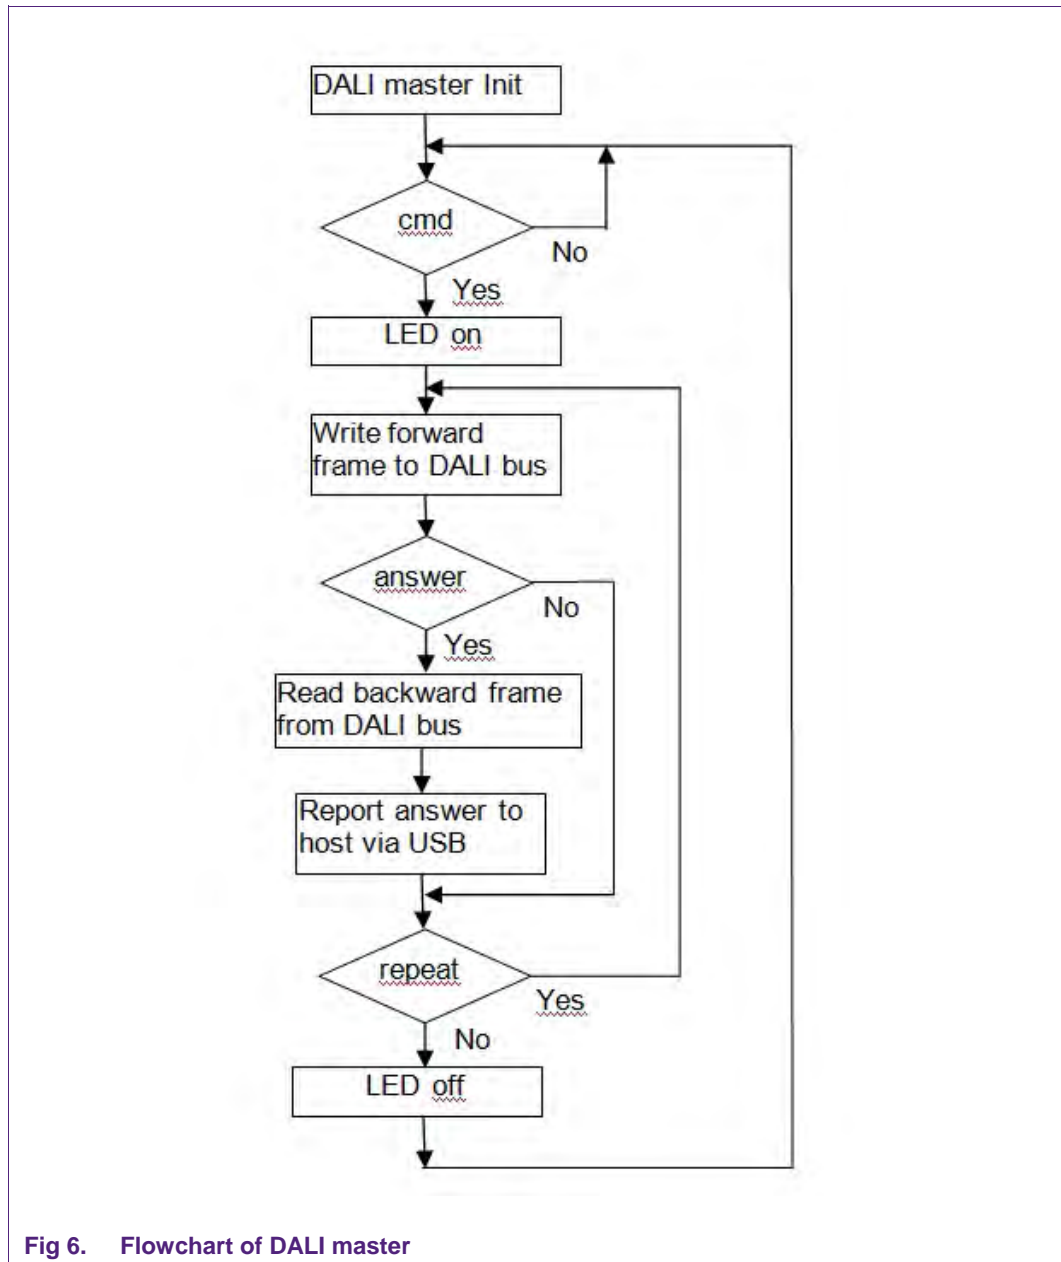 DALI master Init
cmd
No
Yes
LED on
Write forward
frame to DALI bus
answer
No
Yes
Read backward frame
from DALI bus
Report answer to
host via USB
repeat
Yes
No
LED off
Fig 6. Flowchart of DALI master